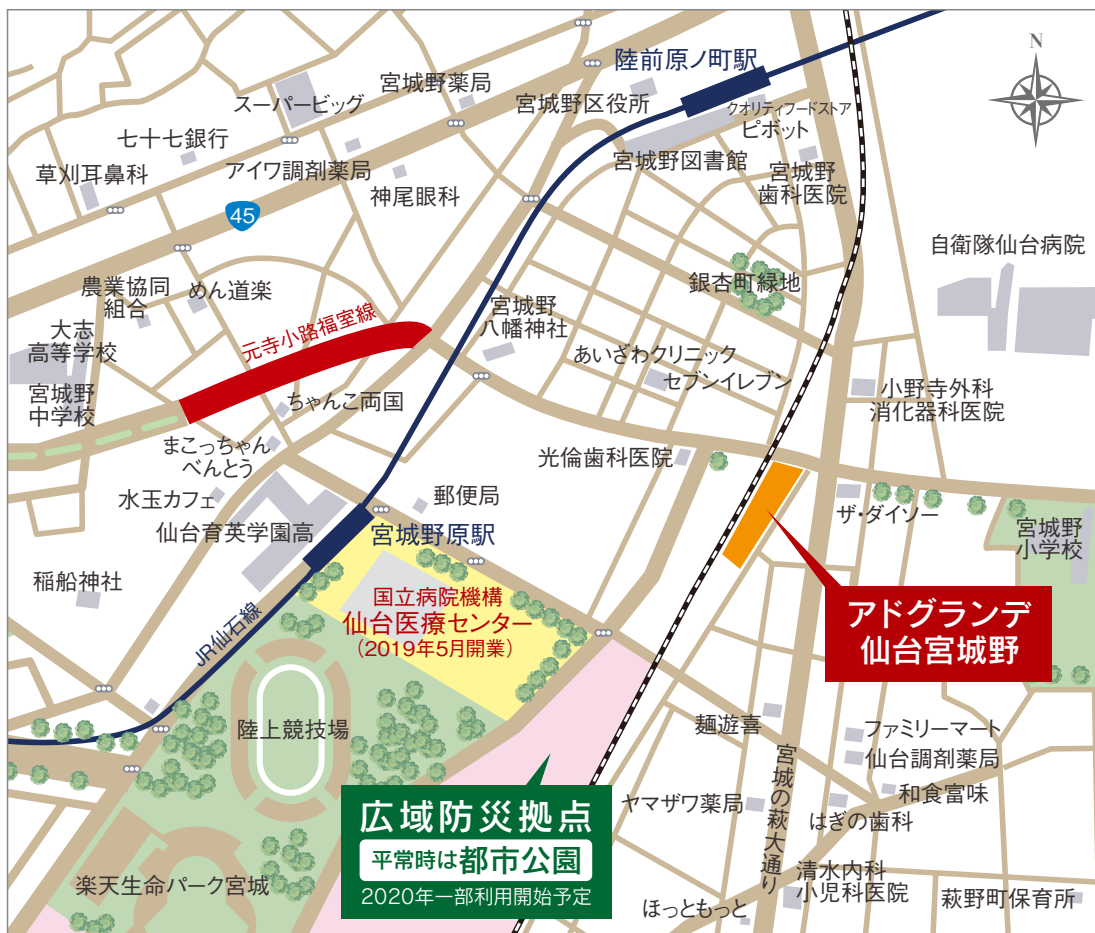 N
陸前原ノ町駅
宮城野薬局
スーパービッグ
宮城野区役所
クオリティフードストア
ピボット
七十七銀行
宮城野図書館
草刈耳鼻科
アイワ調剤薬局
神尾眼科
宮城野
歯科医院
45
自衛隊仙台病院
銀杏町緑地
農業協同
組合
めん道楽
宮城野
八幡神社
大志
高等学校
元寺小路福室線
あいざわクリニック
セブンイレブン
宮城野
中学校
ちゃんこ両国
小野寺外科
消化器科医院
まこっちゃん
べんとう
光倫歯科医院
水玉カフェ
郵便局
ザ・ダイソー
仙台育英学園高
宮城野原駅
宮城野
小学校
稲船神社
国立病院機構
仙台医療センター
(2019年5月開業)
アドグランデ
仙台宮城野
JR仙石線
陸上競技場
麺遊喜
ファミリーマート
仙台調剤薬局
宮城の萩大通り
和食富味
ヤマザワ薬局
はぎの歯科
広域防災拠点
平常時は都市公園
2020年一部利用開始予定
清水内科
小児科医院
楽天生命パーク宮城
ほっともっと
萩野町保育所